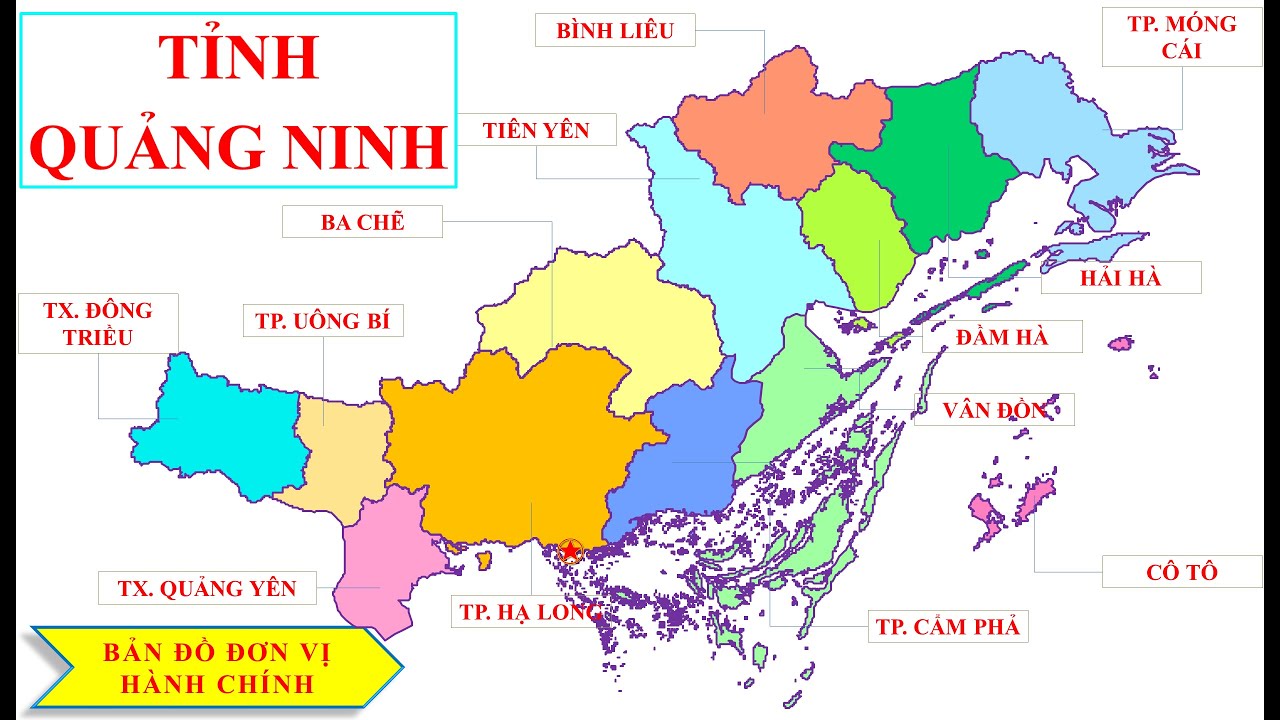 TỈNH
QUẢNG NINH
BÌNH LIÊU
TP. MÓNG
CÁI
TIÊN YÊN
BA CHẼ
HẢI HÀ
TX. ĐÔNG
TRIỀU
TP. UÔNG BÍ
ĐẦM HÀ
VÂN ĐỒN
CÔ TÔ
TX. QUẢNG YÊN
TP. HẠ LONG
TP. CẨM PHẢ
BẢN ĐỒ ĐƠN VỊ
HÀNH CHÍNH